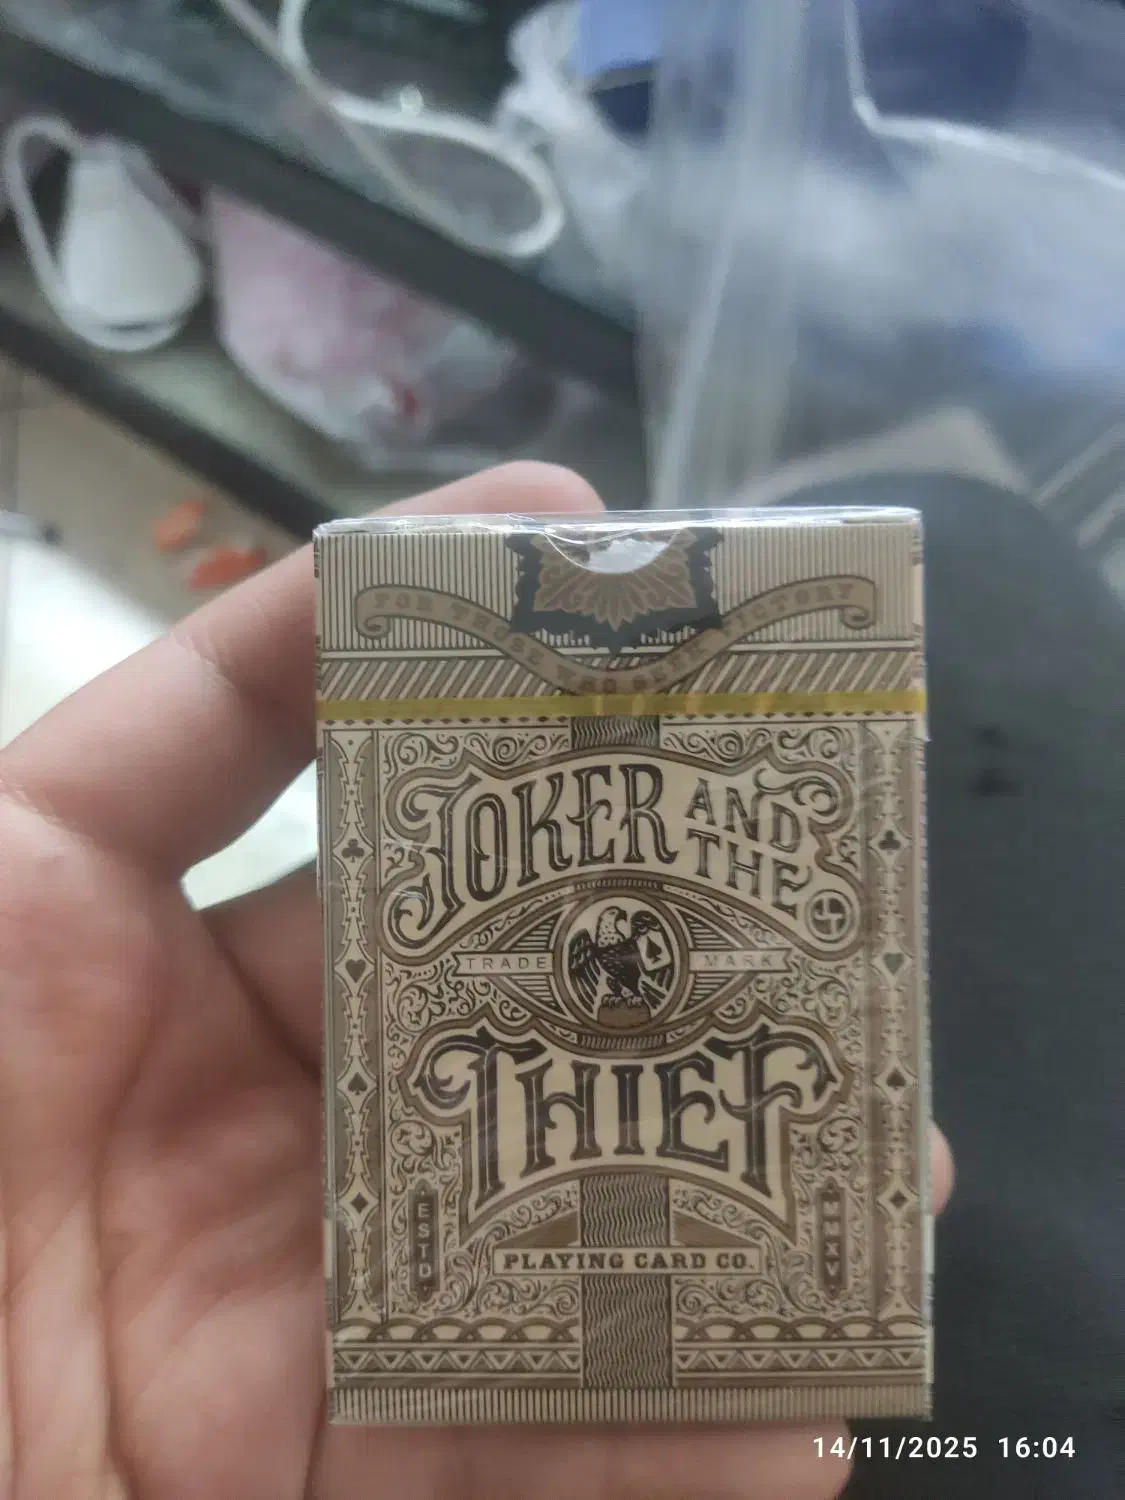 FOR THOSE WHO SEEK VICTORY
JOKER AND THE
TRADE MARK
THIEF
ESTD
MMXV
PLAYING CARD CO.
14/11/2025 16:04